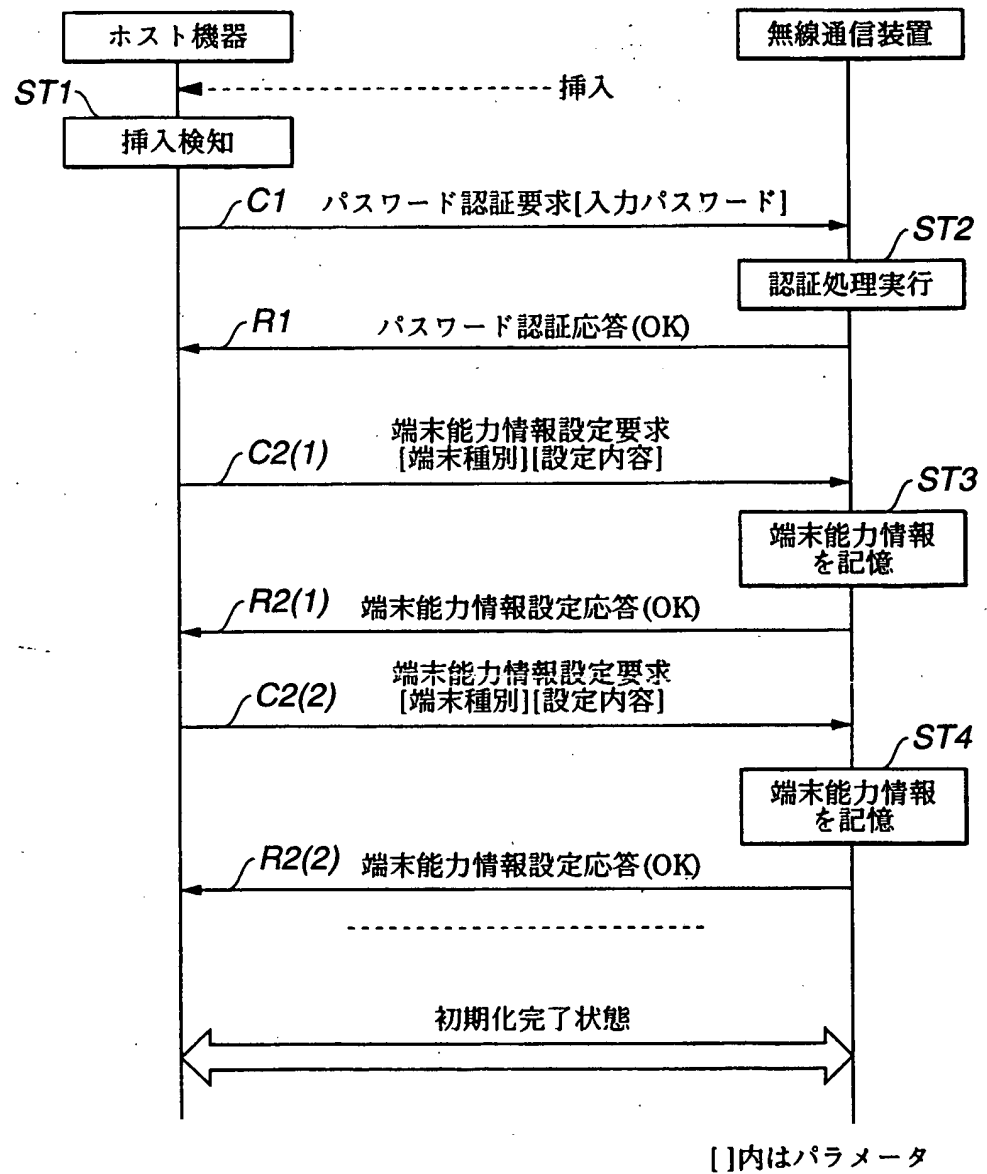 ホスト機器
無線通信装置
挿入
ST1
挿入検知
C1
パスワード認証要求[入力パスワード]
ST2
認証処理実行
R1
パスワード認証応答(OK)
端末能力情報設定要求
C2(1)
[端末種別][設定内容]
ST3
端末能力情報
を記憶
R2(1)
端末能力情報設定応答(OK)
端末能力情報設定要求
C2(2)
[端末種別][設定内容]
ST4
端末能力情報
を記憶
R2(2)
端末能力情報設定応答(OK)
初期化完了状態
[ ]内はパラメータ